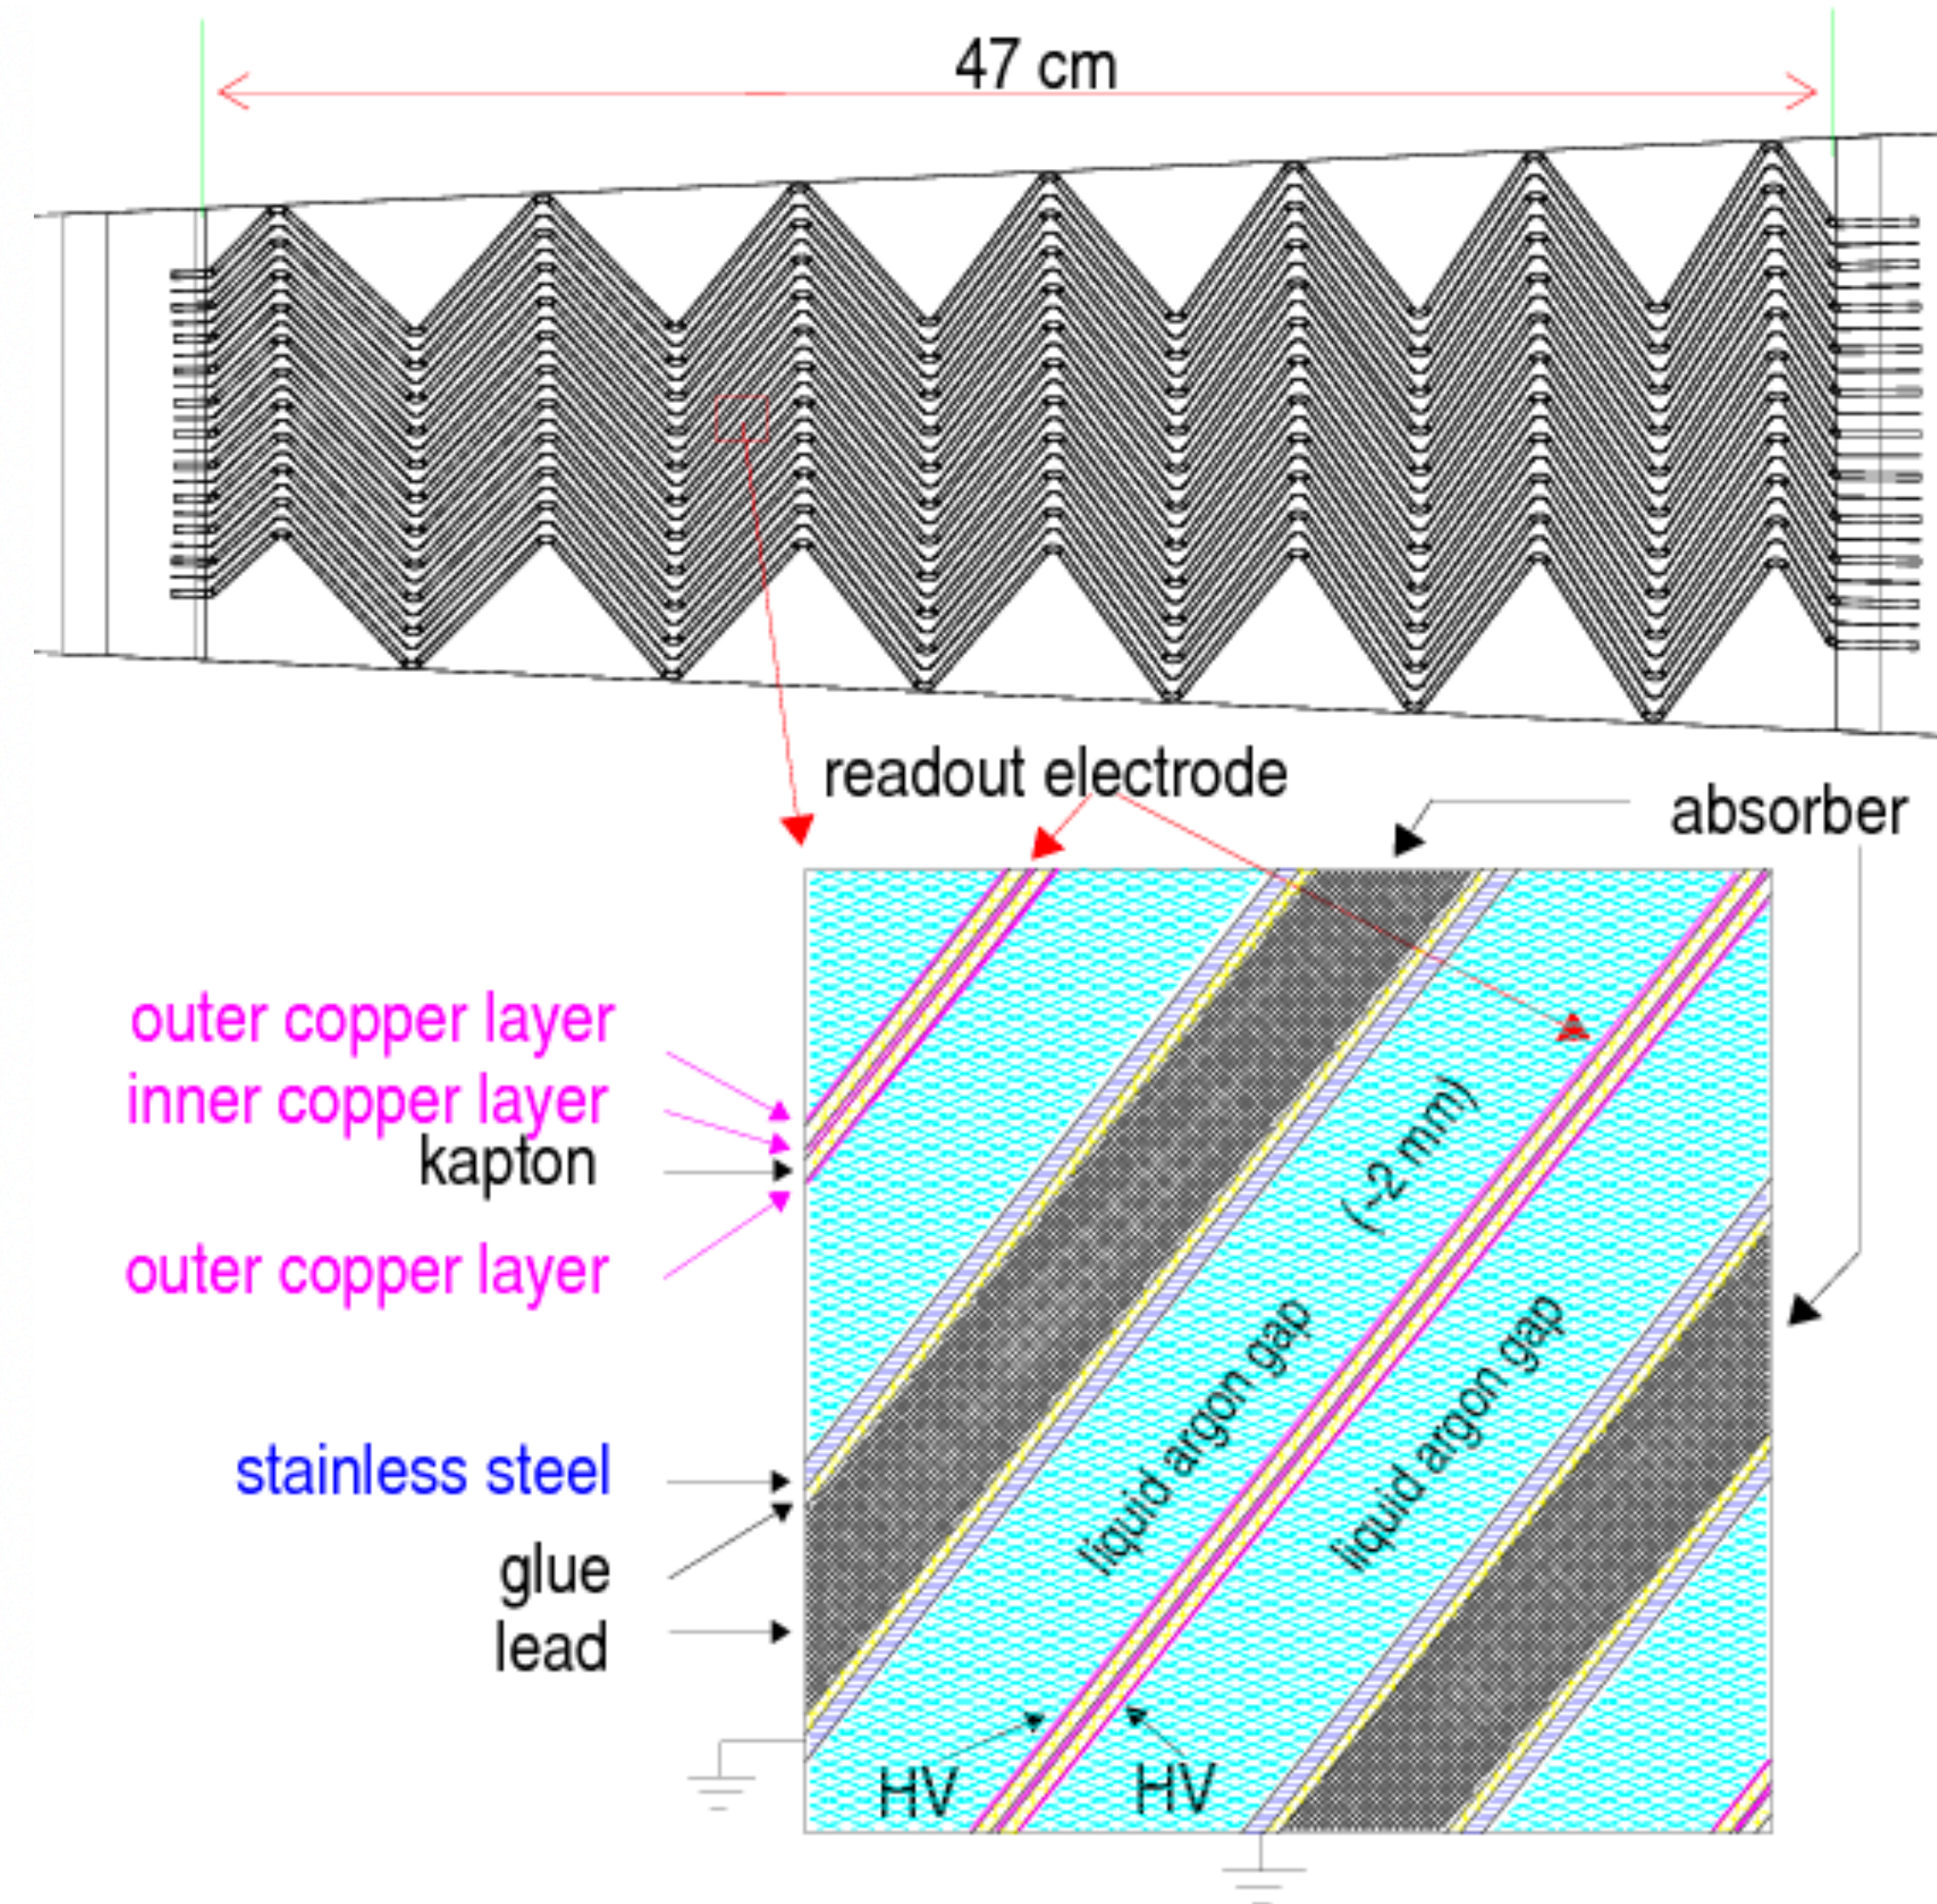 47 cm
readout electrode
absorber
outer copper layer
inner copper layer
kapton
outer copper layer
(~2 mm)
liquid argon gap
liquid argon gap
stainless steel
glue
lead
HV
HV